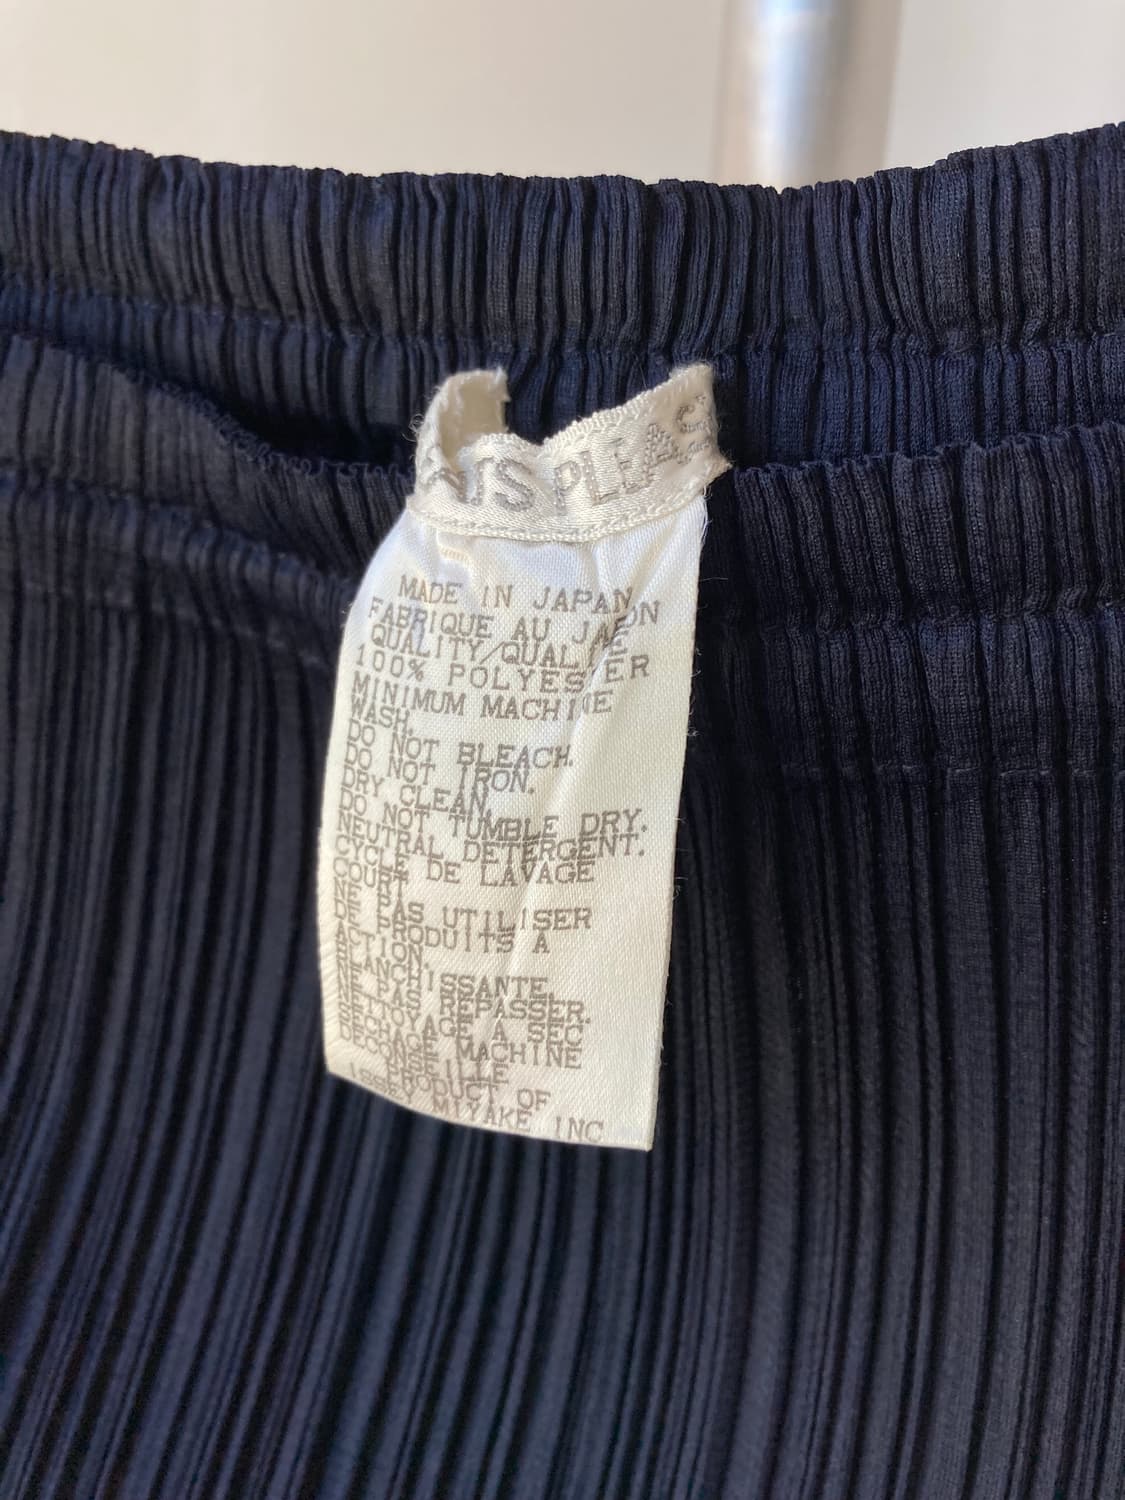 PLEATS PLEASE
MADE IN JAPAN
FABRIQUE AU JAPON
QUALITY/QUALITE
100% POLYESTER
MINIMUM MACHINE
WASH.
DO NOT BLEACH.
DO NOT IRON.
DRY CLEAN.
DO NOT TUMBLE DRY.
NEUTRAL DETERGENT.
CYCLE DE LAVAGE
COURT
NE PAS UTILISER
DE PRODUITS A
ACTION
BLANCHISSANTE.
NE PAS REPASSER.
NETTOYAGE A SEC
SECHAGE MACHINE
DECONSEILLE
PRODUCT OF
ISSEY MIYAKE INC